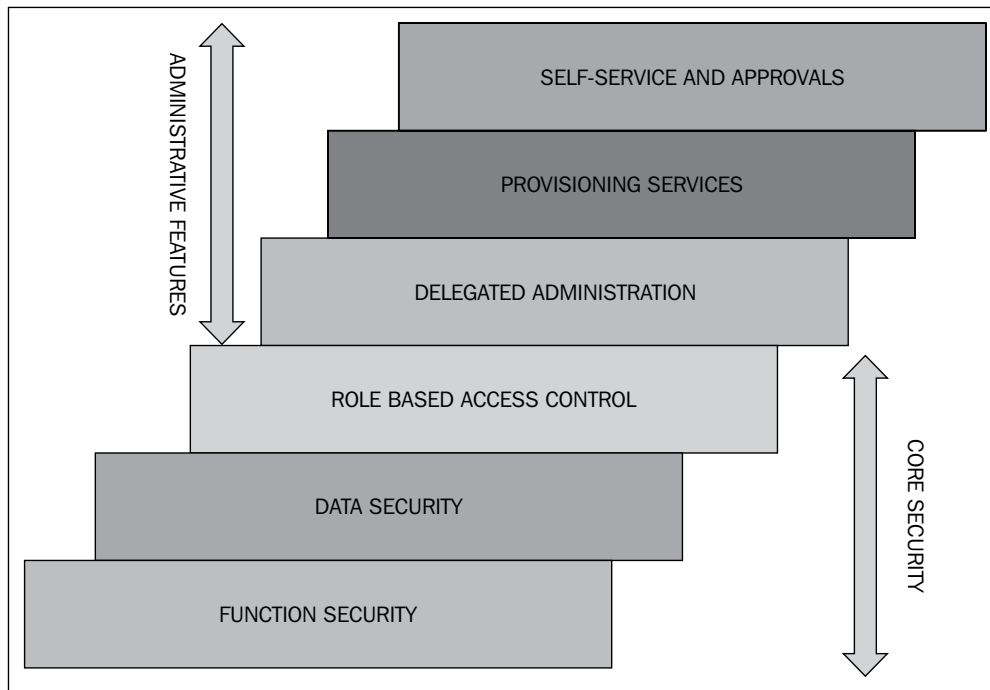 ADMINISTRATIVE FEATURES
SELF-SERVICE AND APPROVALS
PROVISIONING SERVICES
DELEGATED ADMINISTRATION
ROLE BASED ACCESS CONTROL
DATA SECURITY
FUNCTION SECURITY
CORE SECURITY